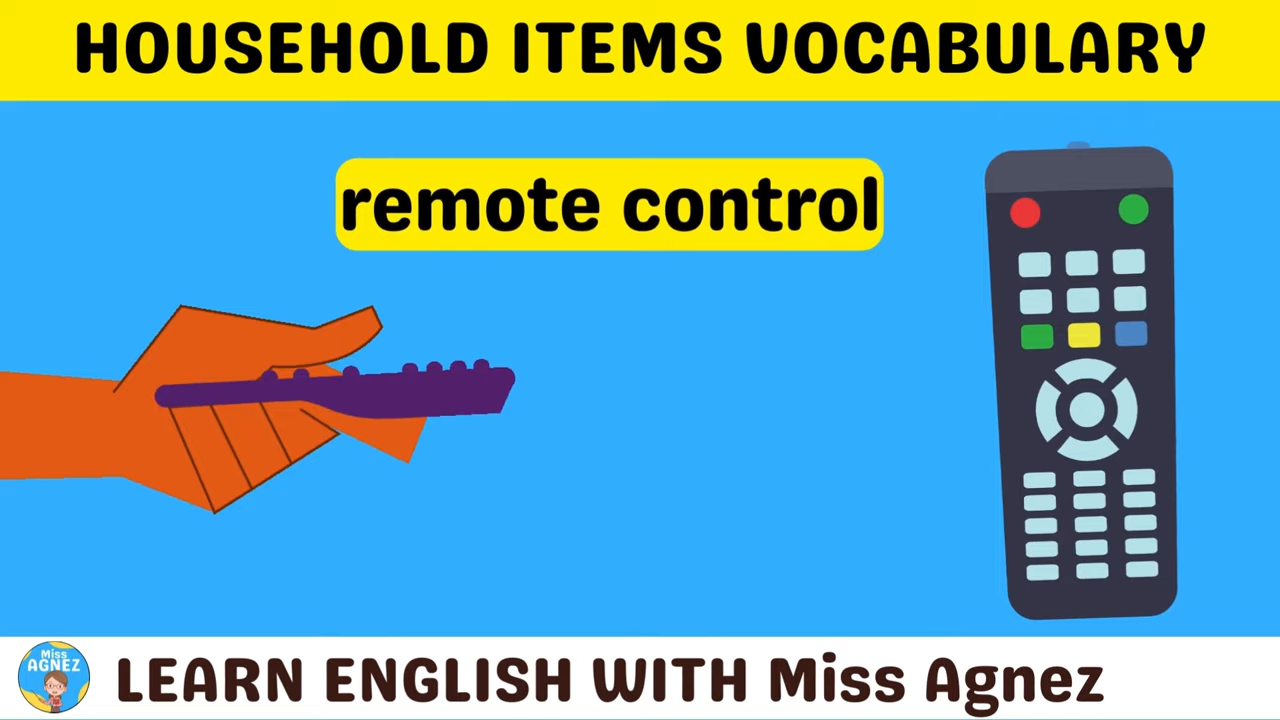 HOUSEHOLD ITEMS VOCABULARY
remote control
Miss
AGNEZ
LEARN ENGLISH WITH Miss Agnez